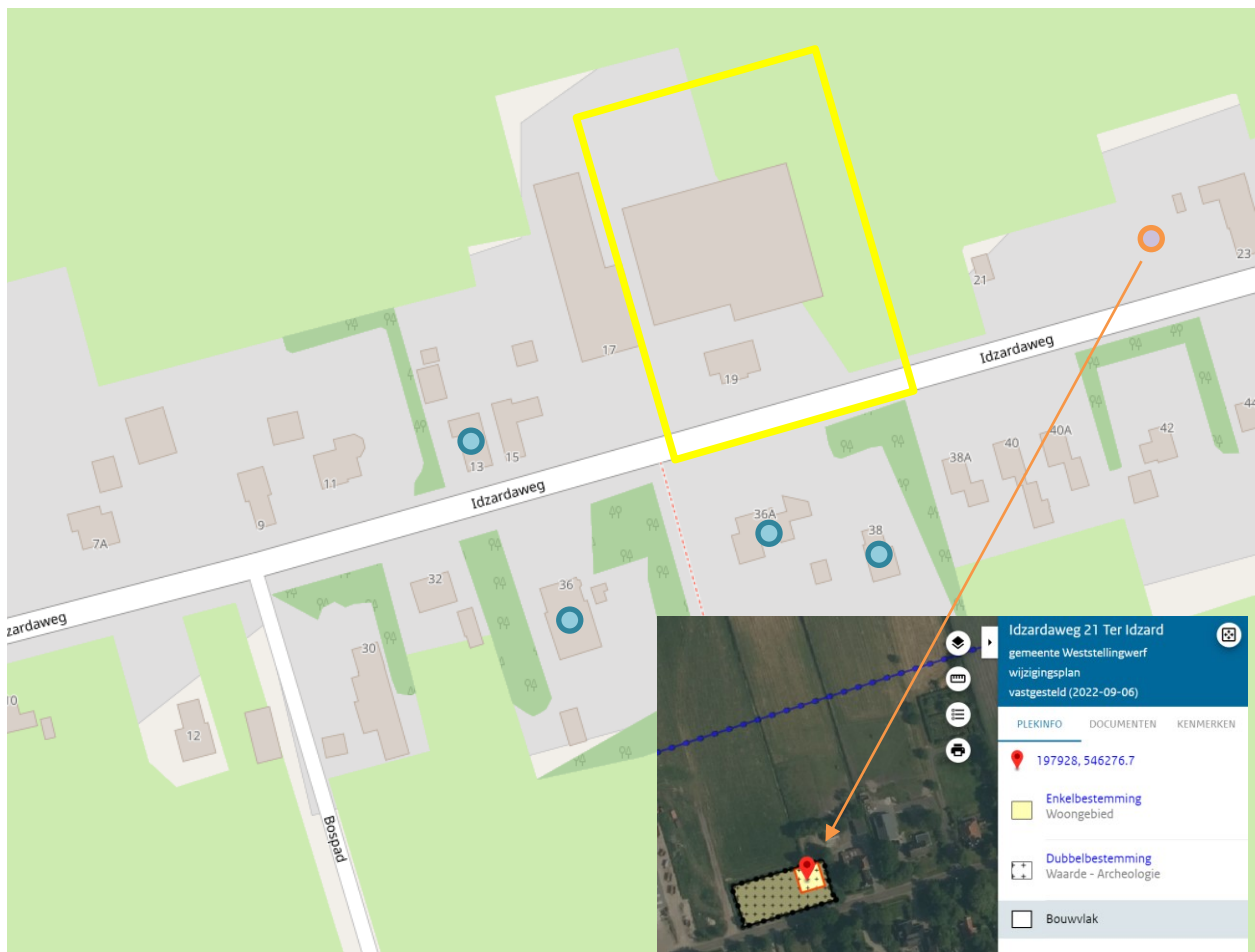 23
21
Idzardaweg
17
19
44
42
40A
40
38A
13
15
11
Idzardaweg
9
7A
36A
38
36
32
zardaweg
30
10
12
Bospad
Idzardaweg 21 Ter Idzard
gemeente Weststellingwerf
wijzigingsplan
vastgesteld (2022-09-06)
PLEKINFO DOCUMENTEN KENMERKEN
197928, 546276.7
Enkelbestemming
Woongebied
Dubbelbestemming
Waarde - Archeologie
Bouwvlak